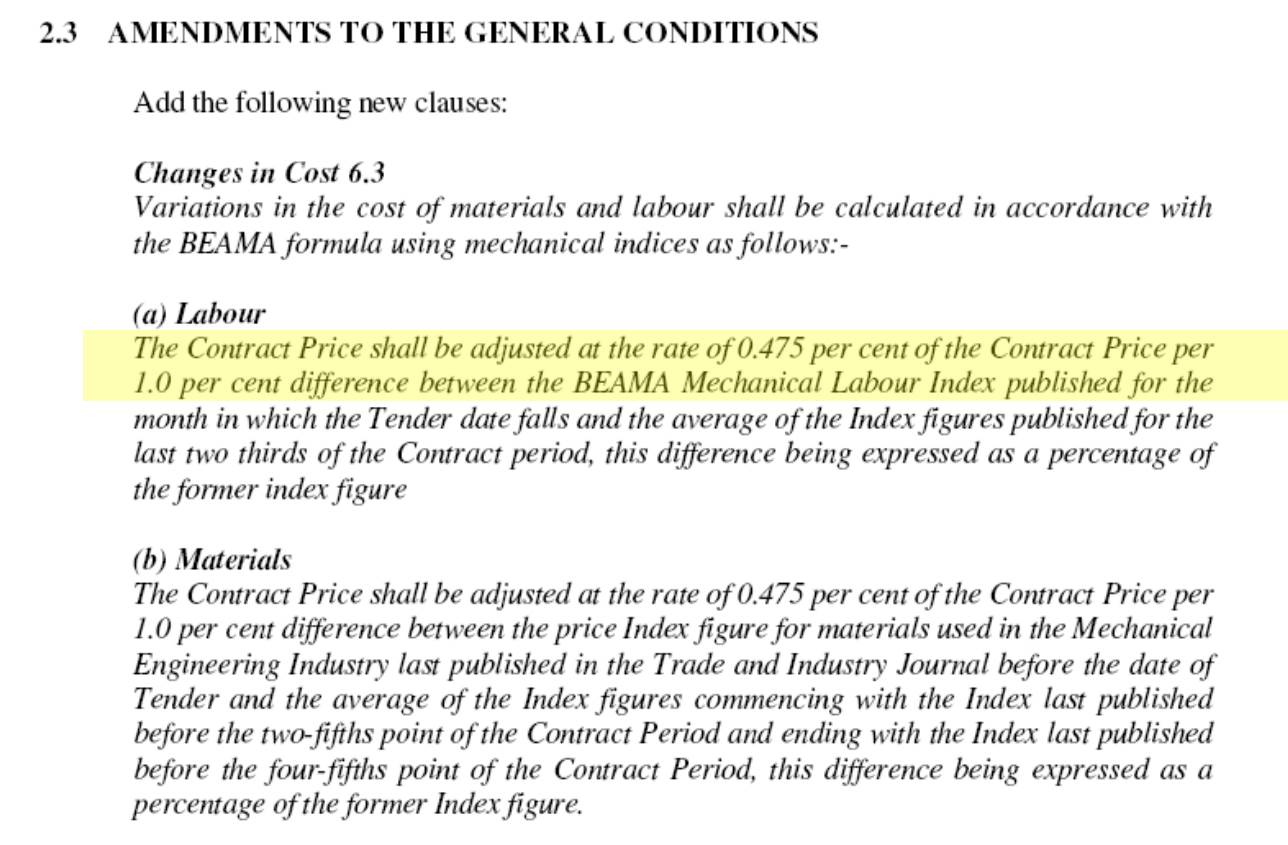 2.3 AMENDMENTS TO THE GENERAL CONDITIONS
Add the following new clauses:
Changes in Cost 6.3
Variations in the cost of materials and labour shall be calculated in accordance with
the BEAMA formula using mechanical indices as follows:-
(a) Labour
The Contract Price shall be adjusted at the rate of 0.475 per cent of the Contract Price per
1.0 per cent difference between the BEAMA Mechanical Labour Index published for the
month in which the Tender date falls and the average of the Index figures published for the
last two thirds of the Contract period, this difference being expressed as a percentage of
the former index figure
(b) Materials
The Contract Price shall be adjusted at the rate of 0.475 per cent of the Contract Price per
1.0 per cent difference between the price Index figure for materials used in the Mechanical
Engineering Industry last published in the Trade and Industry Journal before the date of
Tender and the average of the Index figures commencing with the Index last published
before the two-fifths point of the Contract Period and ending with the Index last published
before the four-fifths point of the Contract Period, this difference being expressed as a
percentage of the former Index figure.